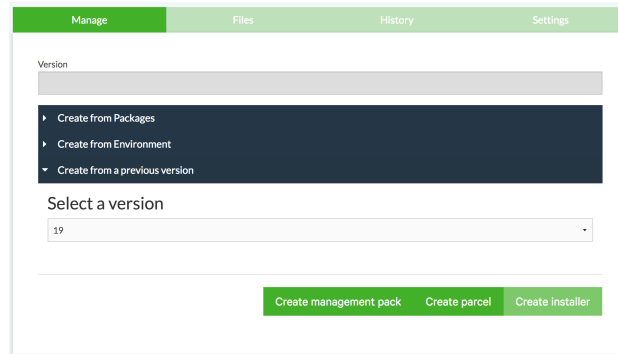 Manage Files History Settings
Version
Create from Packages
Create from Environment
Create from a previous version
Select a version
19
Create management pack Create parcel Create installer